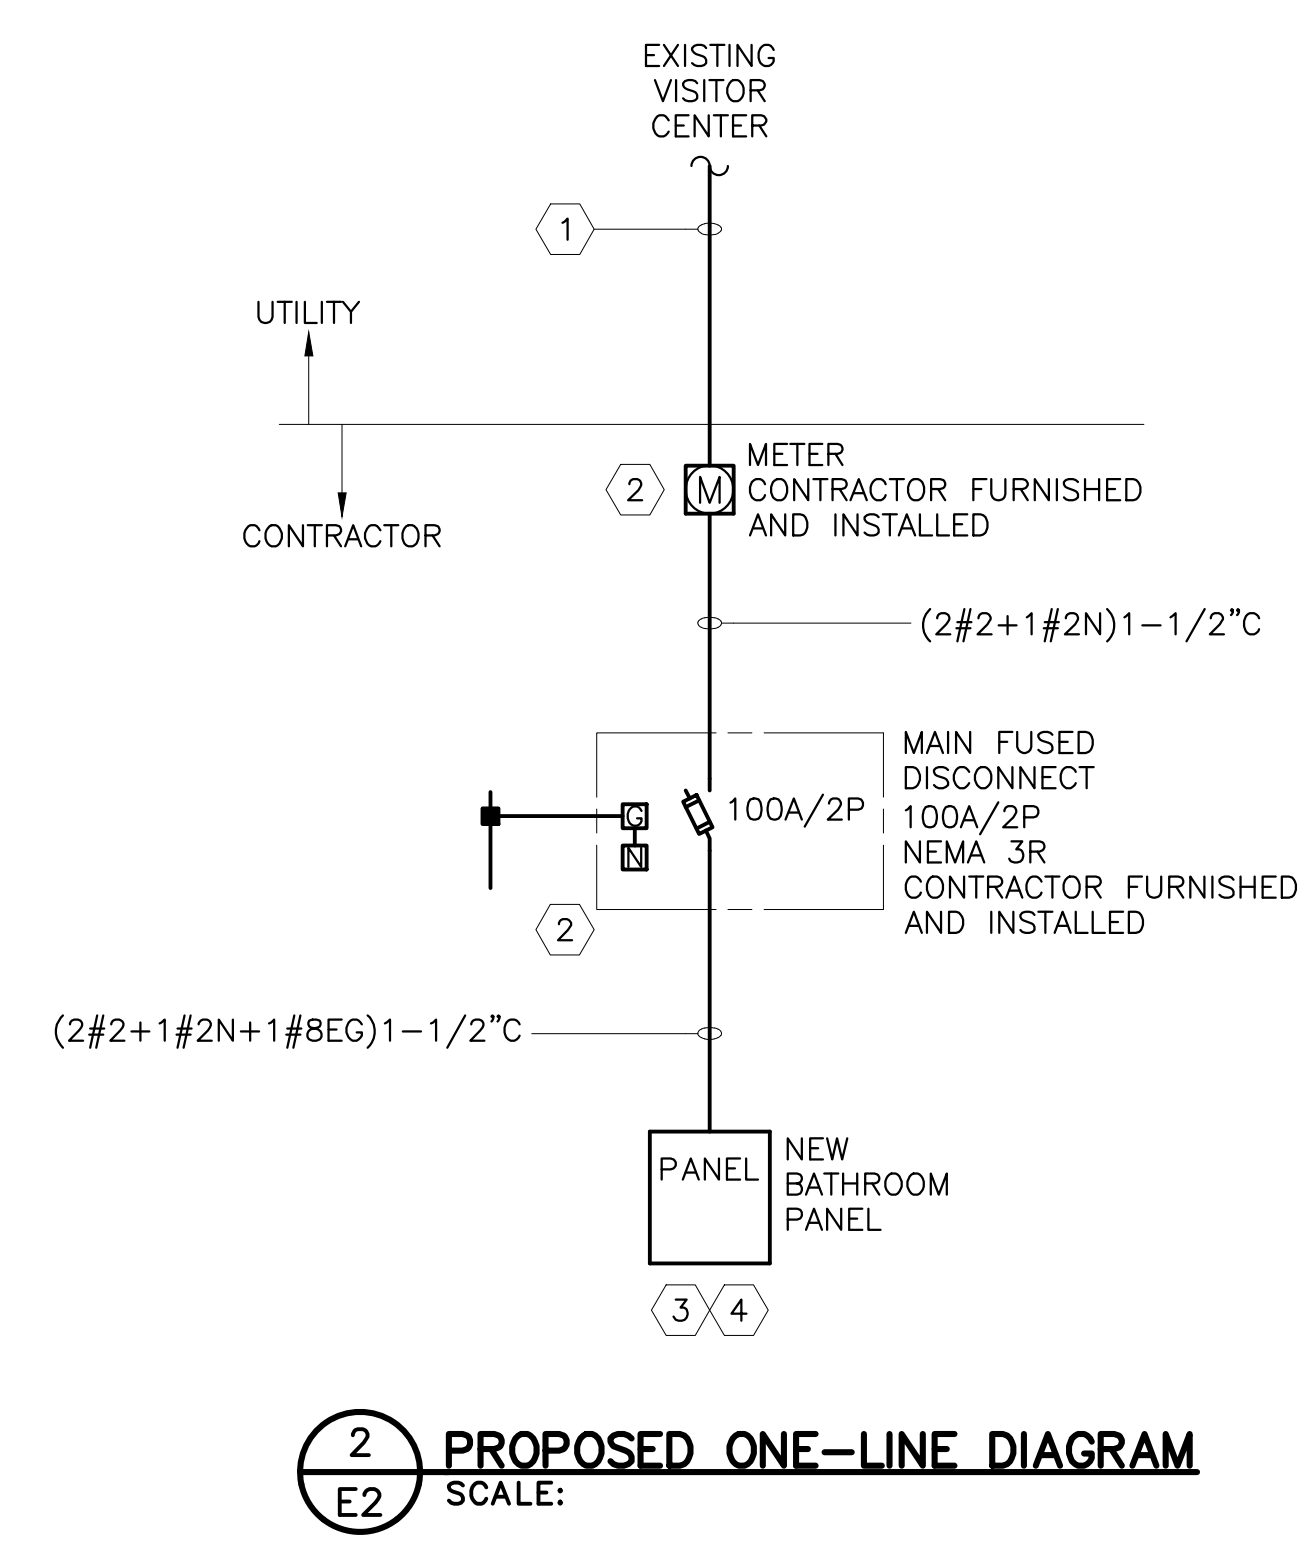 EXISTING
VISITOR
CENTER
1
UTILITY
CONTRACTOR
2
M
METER
CONTRACTOR FURNISHED
AND INSTALLED
(2#2+1#2N)1-1/2"C
MAIN FUSED
DISCONNECT
100A/2P
NEMA 3R
CONTRACTOR FURNISHED
AND INSTALLED
100A/2P
G
N
2
(2#2+1#2N+1#8EG)1-1/2"C
PANEL
NEW
BATHROOM
PANEL
3 4
2
E2
PROPOSED ONE-LINE DIAGRAM
SCALE: